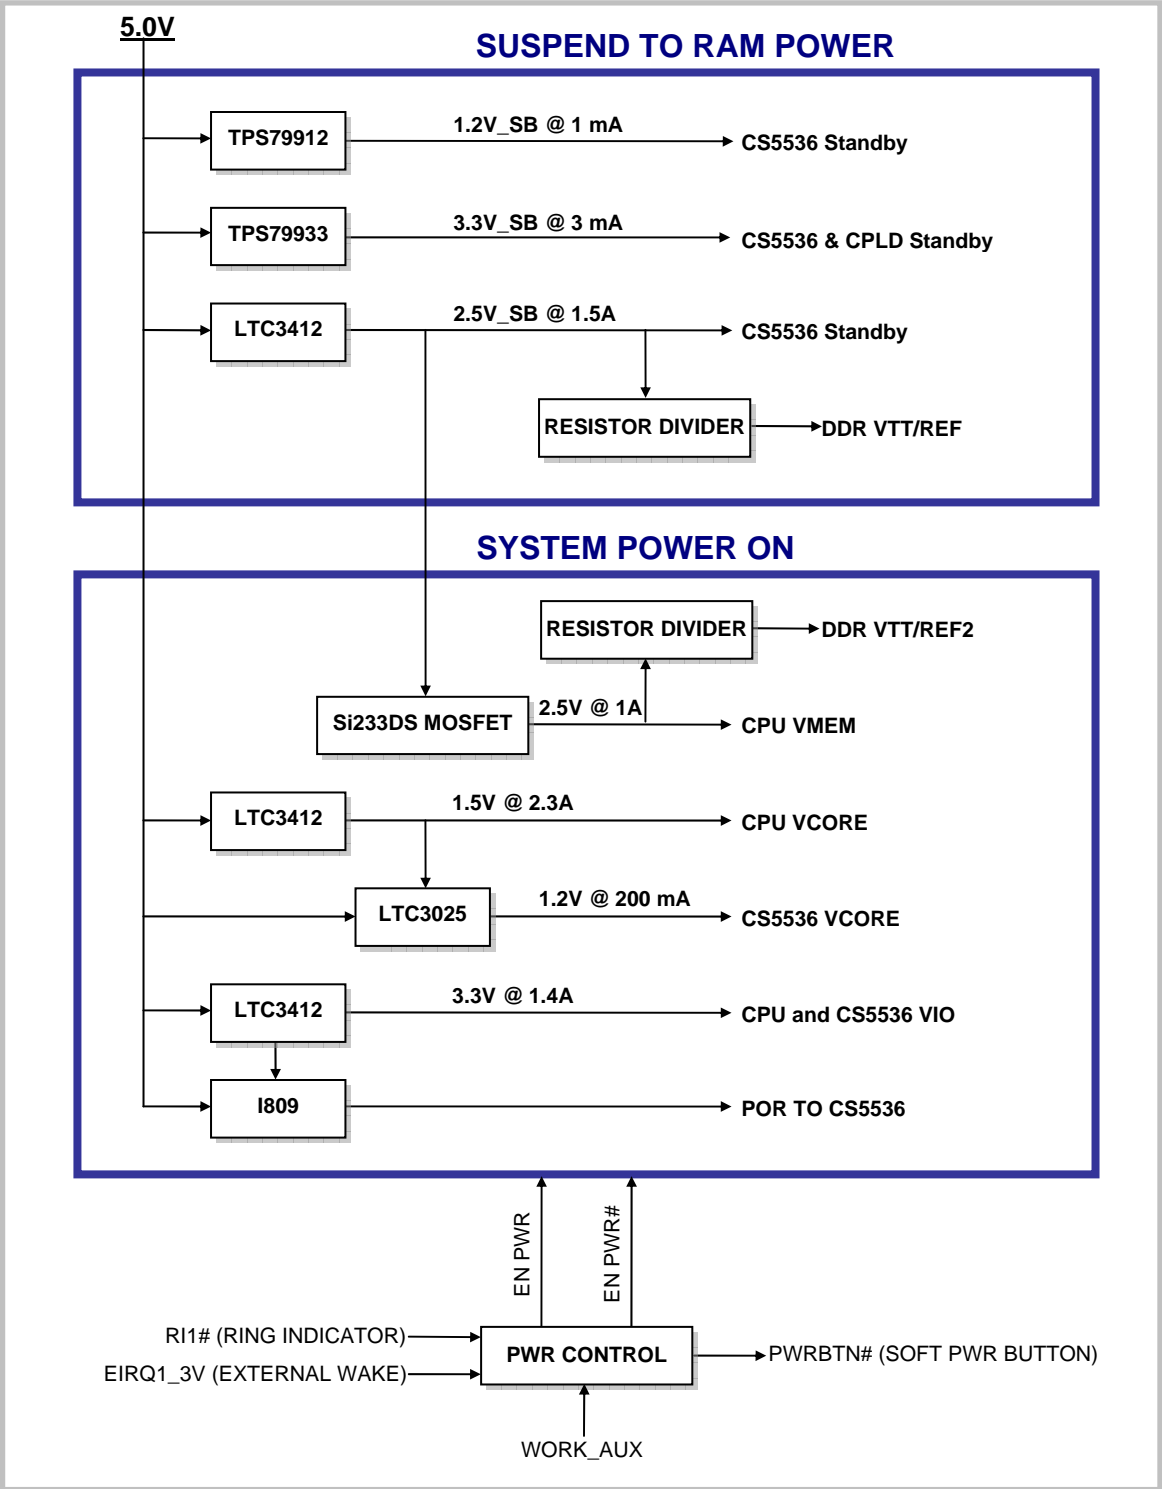 5.0V
SUSPEND TO RAM POWER
TPS79912
1.2V_SB @ 1 mA
CS5536 Standby
TPS79933
3.3V_SB @ 3 mA
CS5536 & CPLD Standby
LTC3412
2.5V_SB @ 1.5A
CS5536 Standby
RESISTOR DIVIDER
DDR VTT/REF
SYSTEM POWER ON
RESISTOR DIVIDER
DDR VTT/REF2
Si233DS MOSFET
2.5V @ 1A
CPU VMEM
LTC3412
1.5V @ 2.3A
CPU VCORE
LTC3025
1.2V @ 200 mA
CS5536 VCORE
LTC3412
3.3V @ 1.4A
CPU and CS5536 VIO
I809
POR TO CS5536
EN PWR
EN PWR#
RI1# (RING INDICATOR)
EIRQ1_3V (EXTERNAL WAKE)
PWR CONTROL
PWRBTN# (SOFT PWR BUTTON)
WORK_AUX